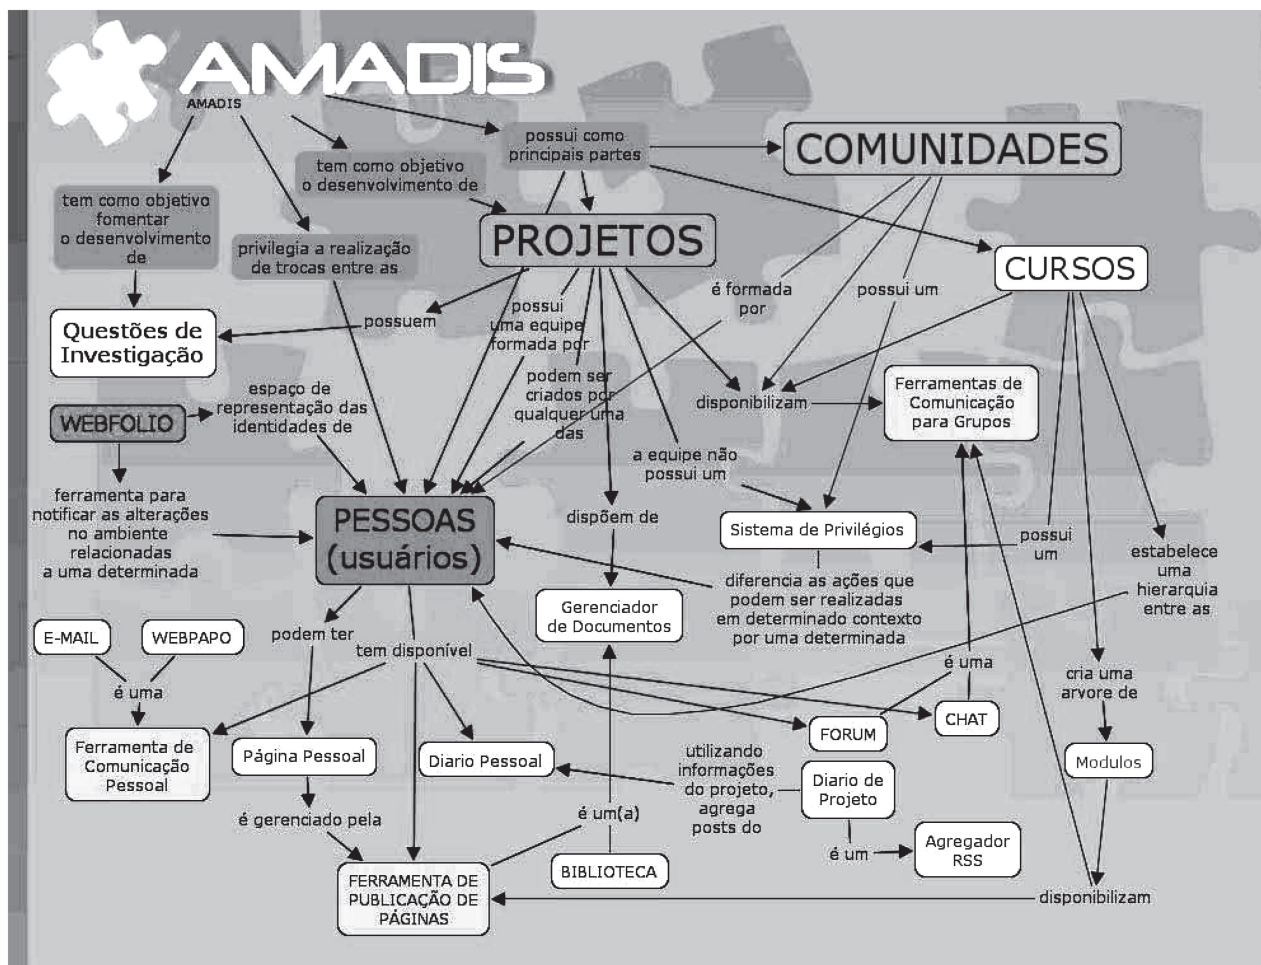 AMADIS
AMADIS
possui como
principais partes
COMUNIDADES
tem como objetivo
o desenvolvimento de
tem como objetivo
fomentar
o desenvolvimento
de
privilegia a realização
de trocas entre as
PROJETOS
CURSOS
é formada
por
possui um
Questões de
Investigação
possuem
possui
uma equipe
formada por
podem ser
criados por
qualquer uma
das
espaço de
representação das
identidades de
WEBFOLIO
disponibilizam
Ferramentas de
Comunicação
para Grupos
a equipe não
possui um
ferramenta para
notificar as alterações
no ambiente
relacionadas
a uma determinada
PESSOAS
(usuários)
dispõem de
Sistema de Privilégios
possui
um
estabelece
uma
hierarquia
entre as
diferencia as ações que
podem ser realizadas
em determinado contexto
por uma determinada
Gerenciador
de Documentos
E-MAIL
WEBPAPO
podem ter
tem disponível
é uma
é uma
cria uma
arvore de
Ferramenta de
Comunicação
Pessoal
Página Pessoal
Diario Pessoal
utilizando
informações
do projeto,
agrega
posts do
FORUM
CHAT
Modulos
Diario de
Projeto
é gerenciado pela
é um(a)
é um
Agregador
RSS
FERRAMENTA DE
PUBLICAÇÃO DE
PÁGINAS
BIBLIOTECA
disponibilizam